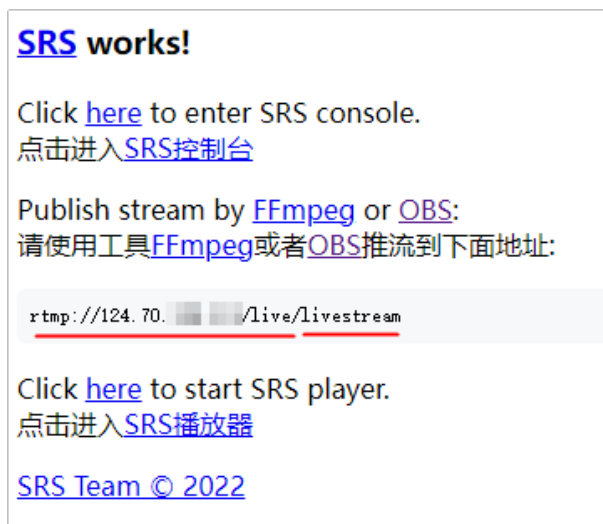 SRS works!
Click here to enter SRS console.
点击进入SRS控制台
Publish stream by FFmpeg or OBS:
请使用工具FFmpeg或者OBS推流到下面地址:
rtmp://124.70. /live/livestream
Click here to start SRS player.
点击进入SRS播放器
SRS Team © 2022